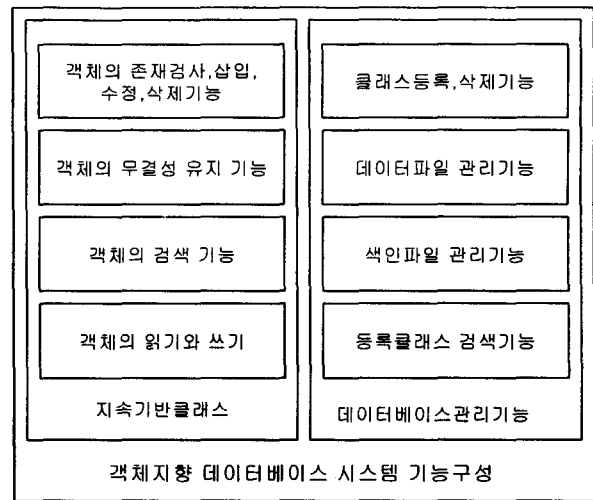 객체의 존재검사,삽입,
수정,삭제기능
객체의 무결성 유지 기능
객체의 검색 기능
객체의 읽기와 쓰기
지속기반클래스
클래스등록,삭제기능
데이터파일 관리기능
색인파일 관리기능
등록클래스 검색기능
데이터베이스관리기능
객체지향 데이터베이스 시스템 기능구성